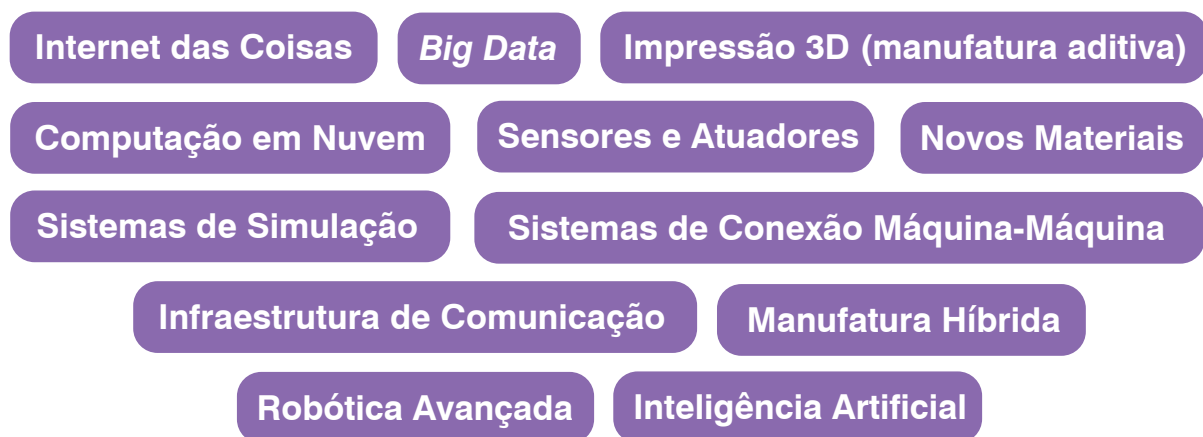 Internet das Coisas
Big Data
Impressão 3D (manufatura aditiva)
Computação em Nuvem
Sensores e Atuadores
Novos Materiais
Sistemas de Simulação
Sistemas de Conexão Máquina-Máquina
Infraestrutura de Comunicação
Manufatura Híbrida
Robótica Avançada
Inteligência Artificial